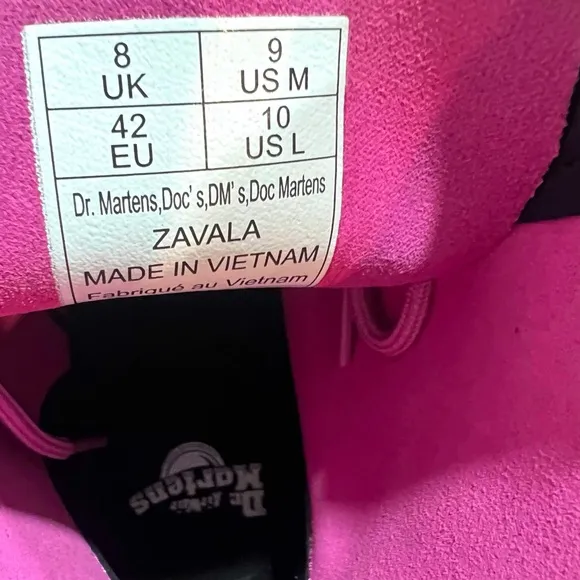 8 UK
9 US M
42 EU
10 US L
Dr. Martens,Doc' s,DM' s,Doc Martens
ZAVALA
MADE IN VIETNAM
Fabriqué au Vietnam
Dr. Martens
AirWair